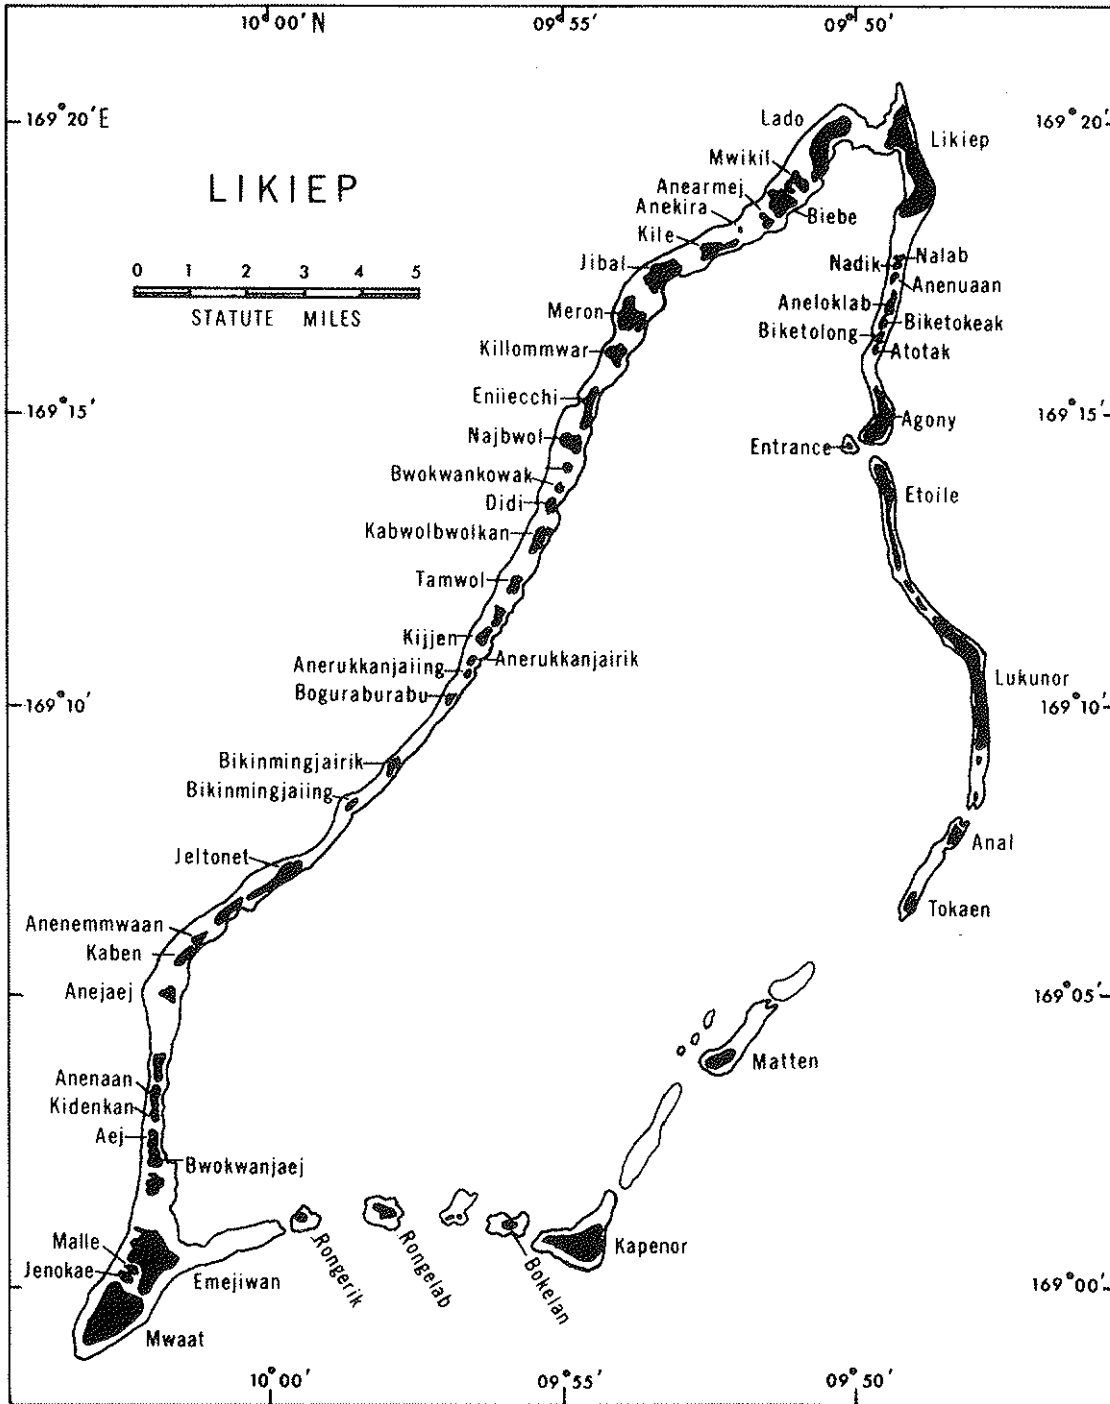 10°00' N
09°55'
09°50'
169°20' E
169°20'
Lado
Likiep
Mwikil
LIKIEP
Anearmej
Anekira
Biebe
Kile
Jibal
Nalab
Nadik
0 1 2 3 4 5
Anenuaan
STATUTE MILES
Aneloklab
Meron
Biketokeak
Biketolong
Killommwar
Atotak
Eniiecchi
169°15'
169°15'
Agony
Najbwol
Entrance
Bwokwankowak
Etoile
Didi
Kabwolbwolkan
Tamwol
Kijjen
Anerukkanjairik
Anerukkanjaiing
Lukunor
Boguraburabu
169°10'
169°10'
Bikinmingjairik
Bikinmingjaiing
Anal
Jeltonet
Tokaen
Anenemmwaan
Kaben
Anejaej
169°05'
Matten
Anenaan
Kidenkan
Aej
Bwokwanjaej
Malle
Kapenor
Jenokae
Emejiwan
Rongerik
Rongelab
Bokelan
169°00'
Mwaat
10°00'
09°55'
09°50'